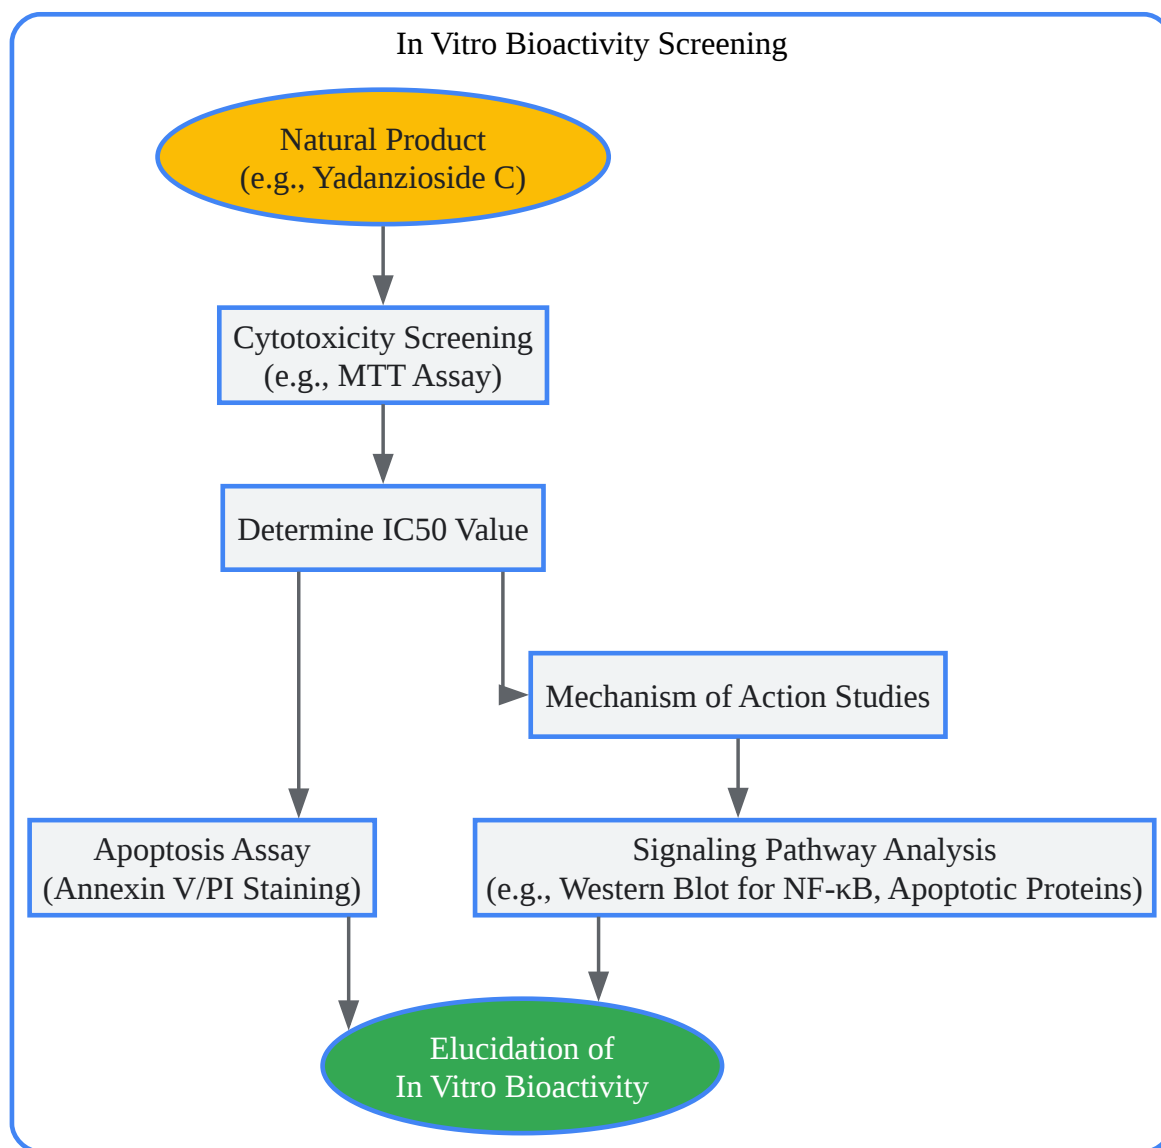 In Vitro Bioactivity Screening
Natural Product
(e.g., Yadanzioside C)
Cytotoxicity Screening
(e.g., MTT Assay)
Determine IC50 Value
Mechanism of Action Studies
Apoptosis Assay
(Annexin V/PI Staining)
Signaling Pathway Analysis
(e.g., Western Blot for NF-κB, Apoptotic Proteins)
Elucidation of
In Vitro Bioactivity